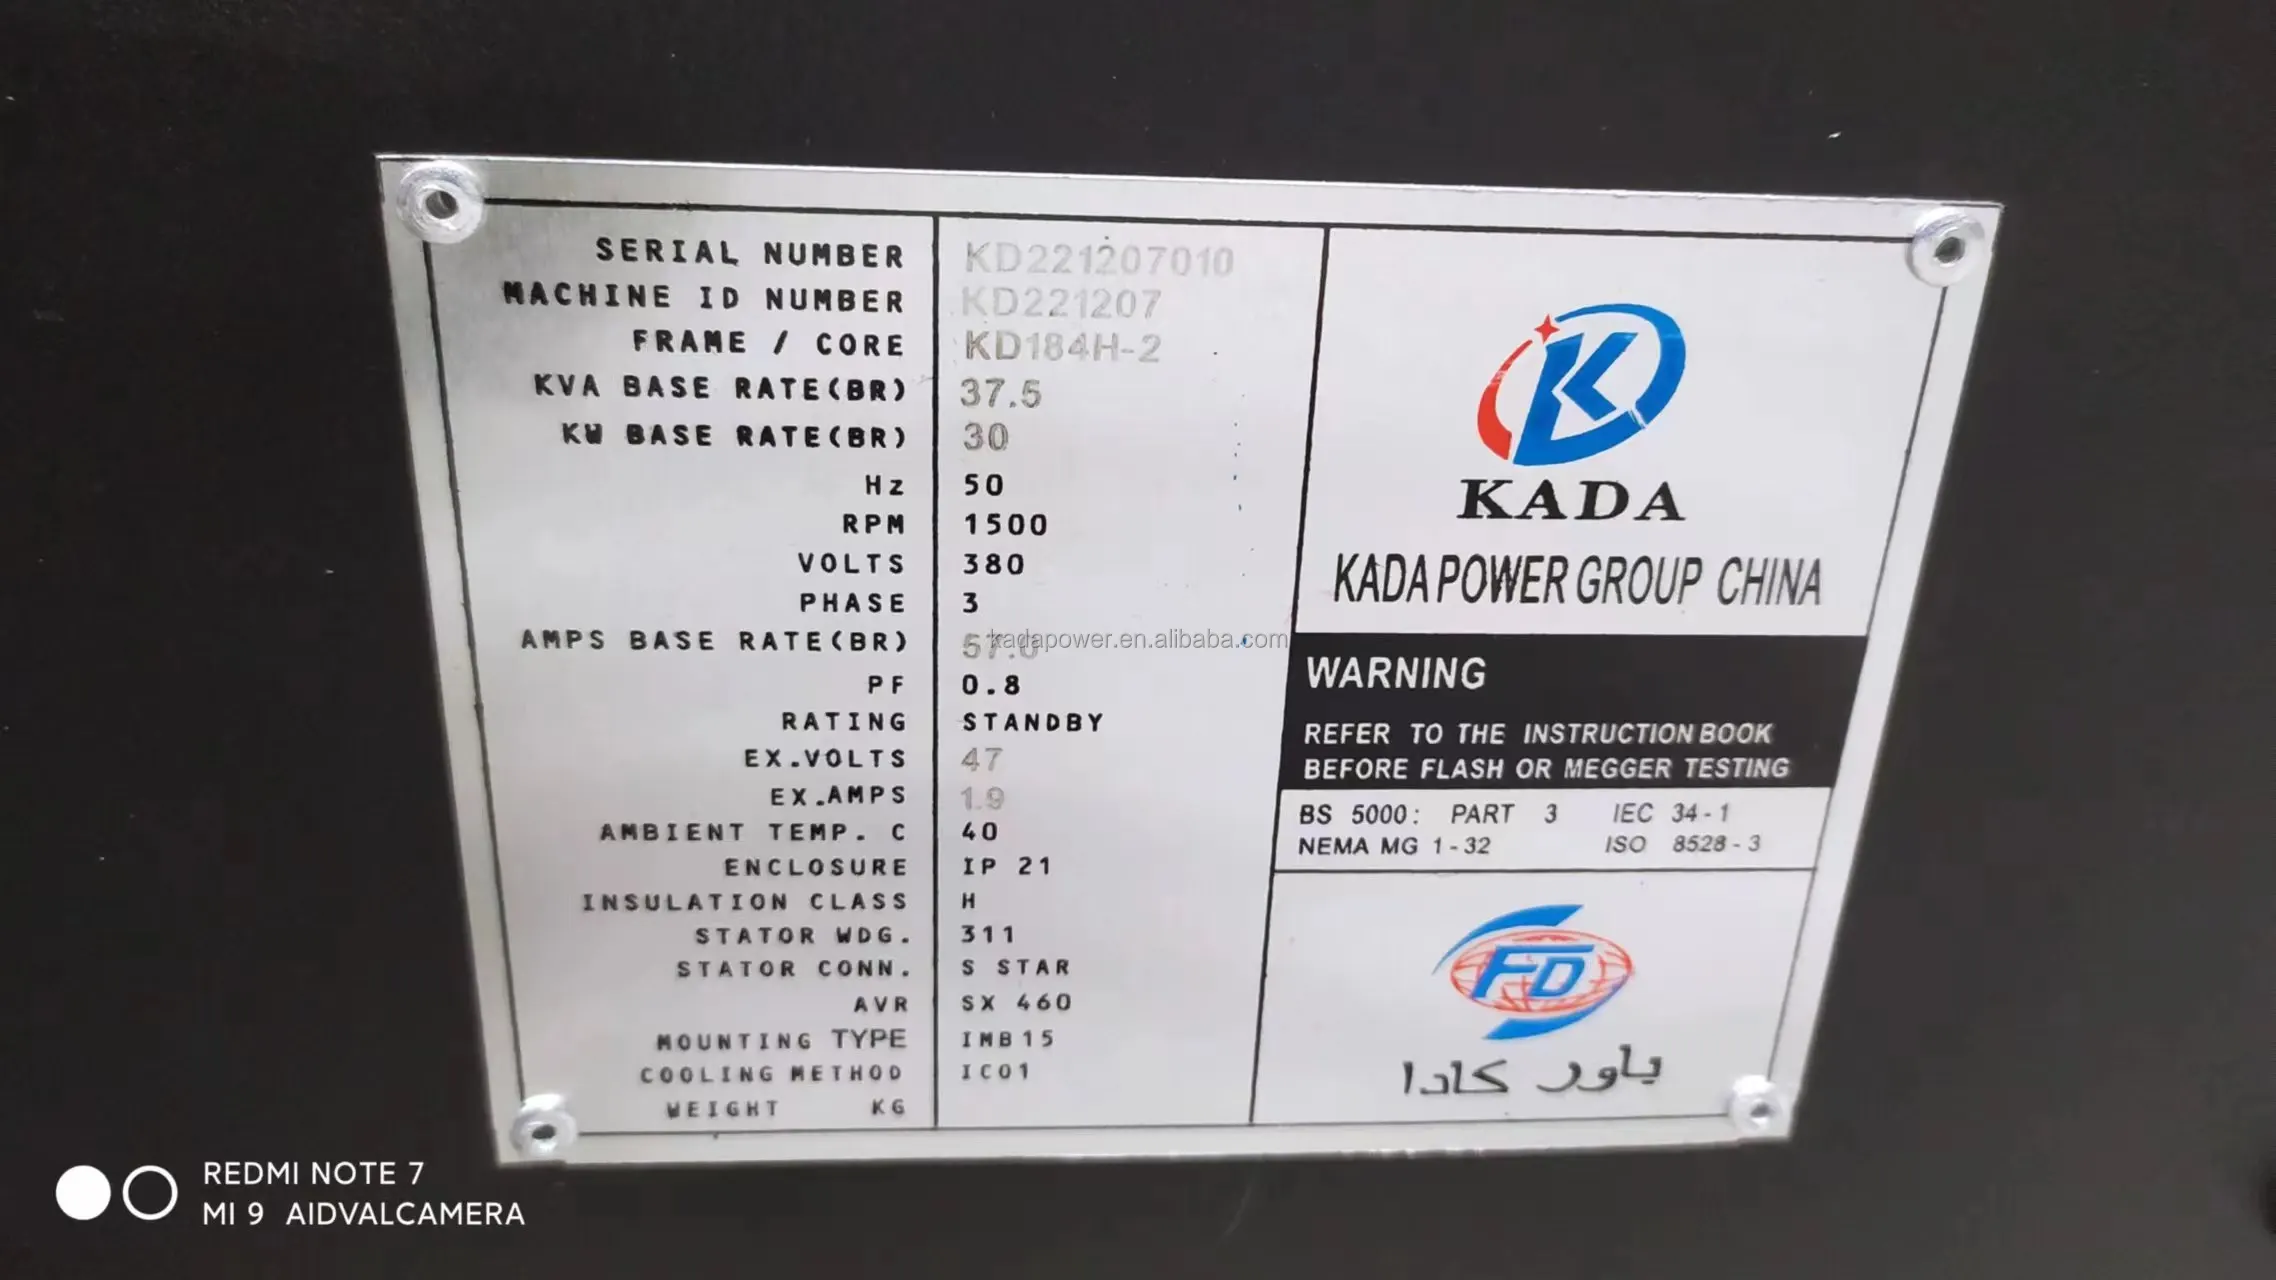 SERIAL NUMBER KD221207010
MACHINE ID NUMBER KD221207
FRAME / CORE KD184H-2
KVA BASE RATE(BR) 37.5
KW BASE RATE(BR) 30
Hz 50
RPM 1500
VOLTS 380
PHASE 3
AMPS BASE RATE(BR) 57.0
PF 0.8
RATING STANDBY
EX.VOLTS 47
EX.AMPS 1.9
AMBIENT TEMP. C 40
ENCLOSURE IP 21
INSULATION CLASS H
STATOR WDG. 311
STATOR CONN. S STAR
AVR SX 460
MOUNTING TYPE IMB15
COOLING METHOD IC01
WEIGHT KG
kadapower.en.alibaba.com
KADA
KADA POWER GROUP CHINA
WARNING
REFER TO THE INSTRUCTION BOOK
BEFORE FLASH OR MEGGER TESTING
BS 5000: PART 3 IEC 34-1
NEMA MG 1-32 ISO 8528-3
FD
باور كادا
REDMI NOTE 7
MI 9 AIDVALCAMERA